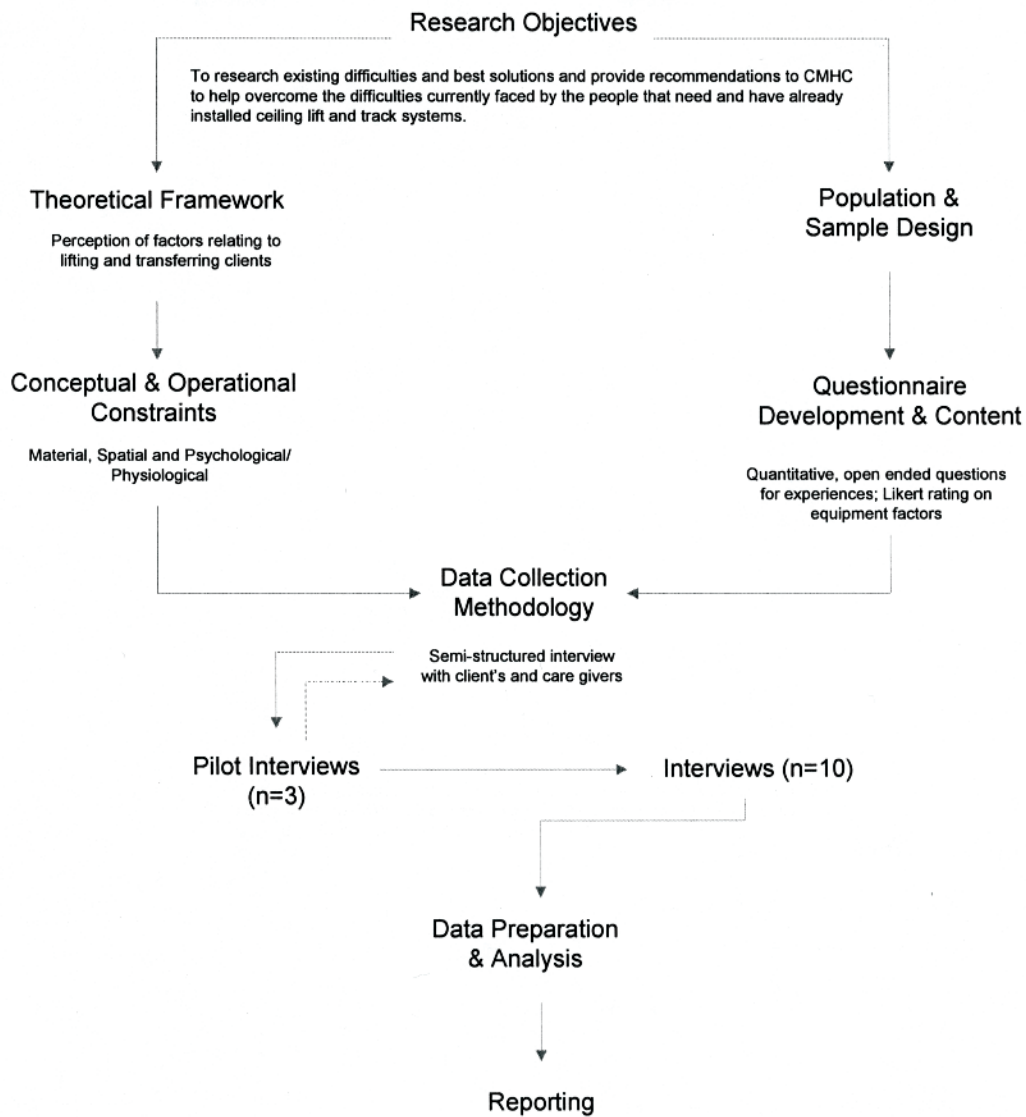 Research Objectives
To research existing difficulties and best solutions and provide recommendations to CMHC
to help overcome the difficulties currently faced by the people that need and have already
installed ceiling lift and track systems.
Theoretical Framework
Perception of factors relating to
lifting and transferring clients
Population &
Sample Design
Conceptual & Operational
Constraints
Material, Spatial and Psychological/
Physiological
Questionnaire
Development & Content
Quantitative, open ended questions
for experiences; Likert rating on
equipment factors
Data Collection
Methodology
Semi-structured interview
with client's and care givers
Pilot Interviews
(n=3)
Interviews (n=10)
Data Preparation
& Analysis
Reporting